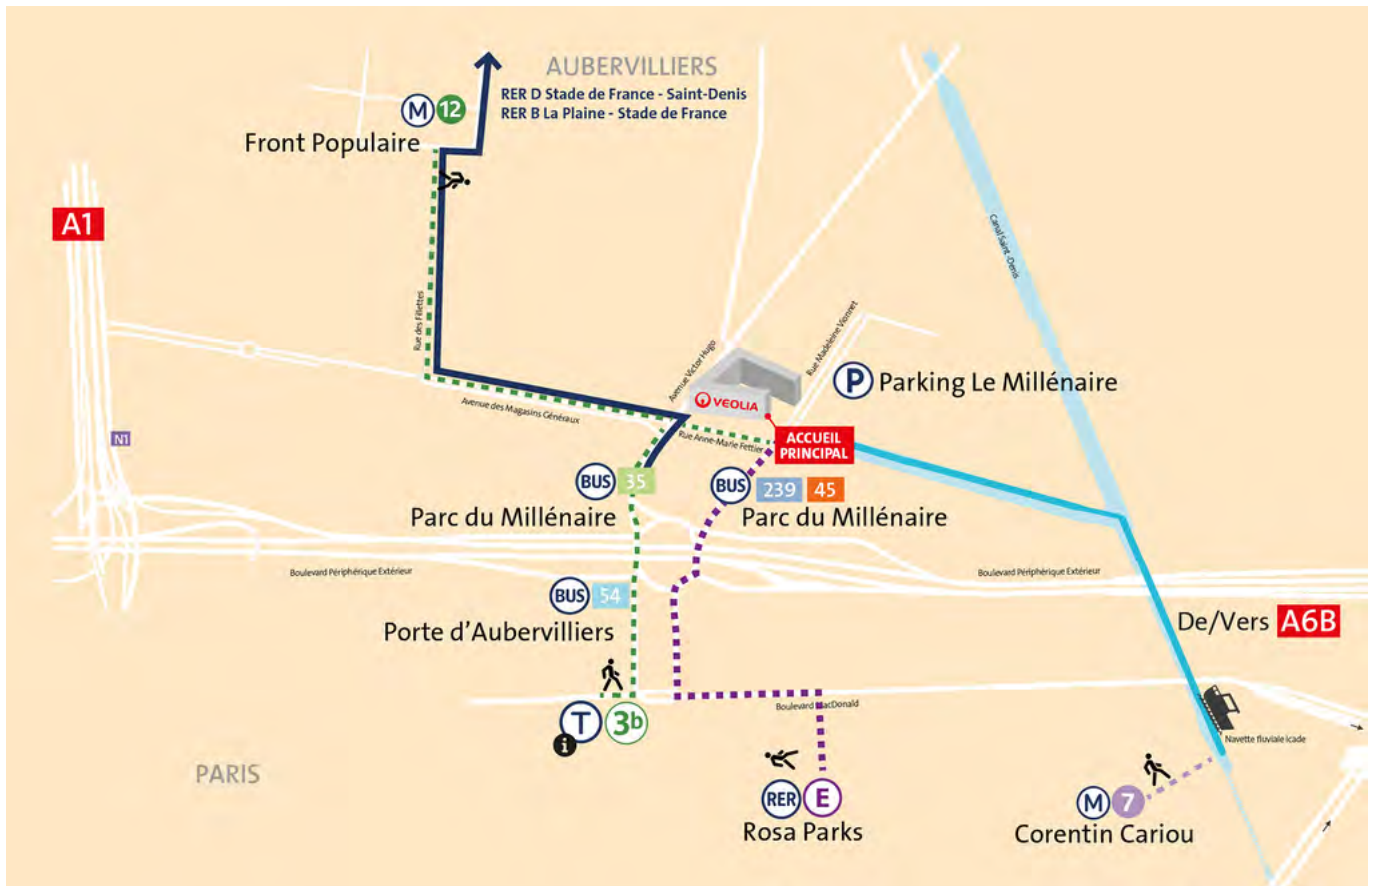 AUBERVILLIERS
RER D Stade de France - Saint-Denis
RER B La Plaine - Stade de France
M 12
Front Populaire
A1
Canal Saint-Denis
Rue des Fillettes
Avenue Victor Hugo
Rue Madeleine Vionnet
P Parking Le Millénaire
VEOLIA
Avenue des Magasins Généraux
Rue Anne-Marie Fettier
ACCUEIL
PRINCIPAL
N1
BUS 35
Parc du Millénaire
BUS 239 45
Parc du Millénaire
Boulevard Périphérique Extérieur
Boulevard Périphérique Extérieur
BUS 54
Porte d'Aubervilliers
De/Vers A6B
T 3b
i
Boulevard MacDonald
Navette fluviale icade
PARIS
RER E
Rosa Parks
M 7
Corentin Cariou